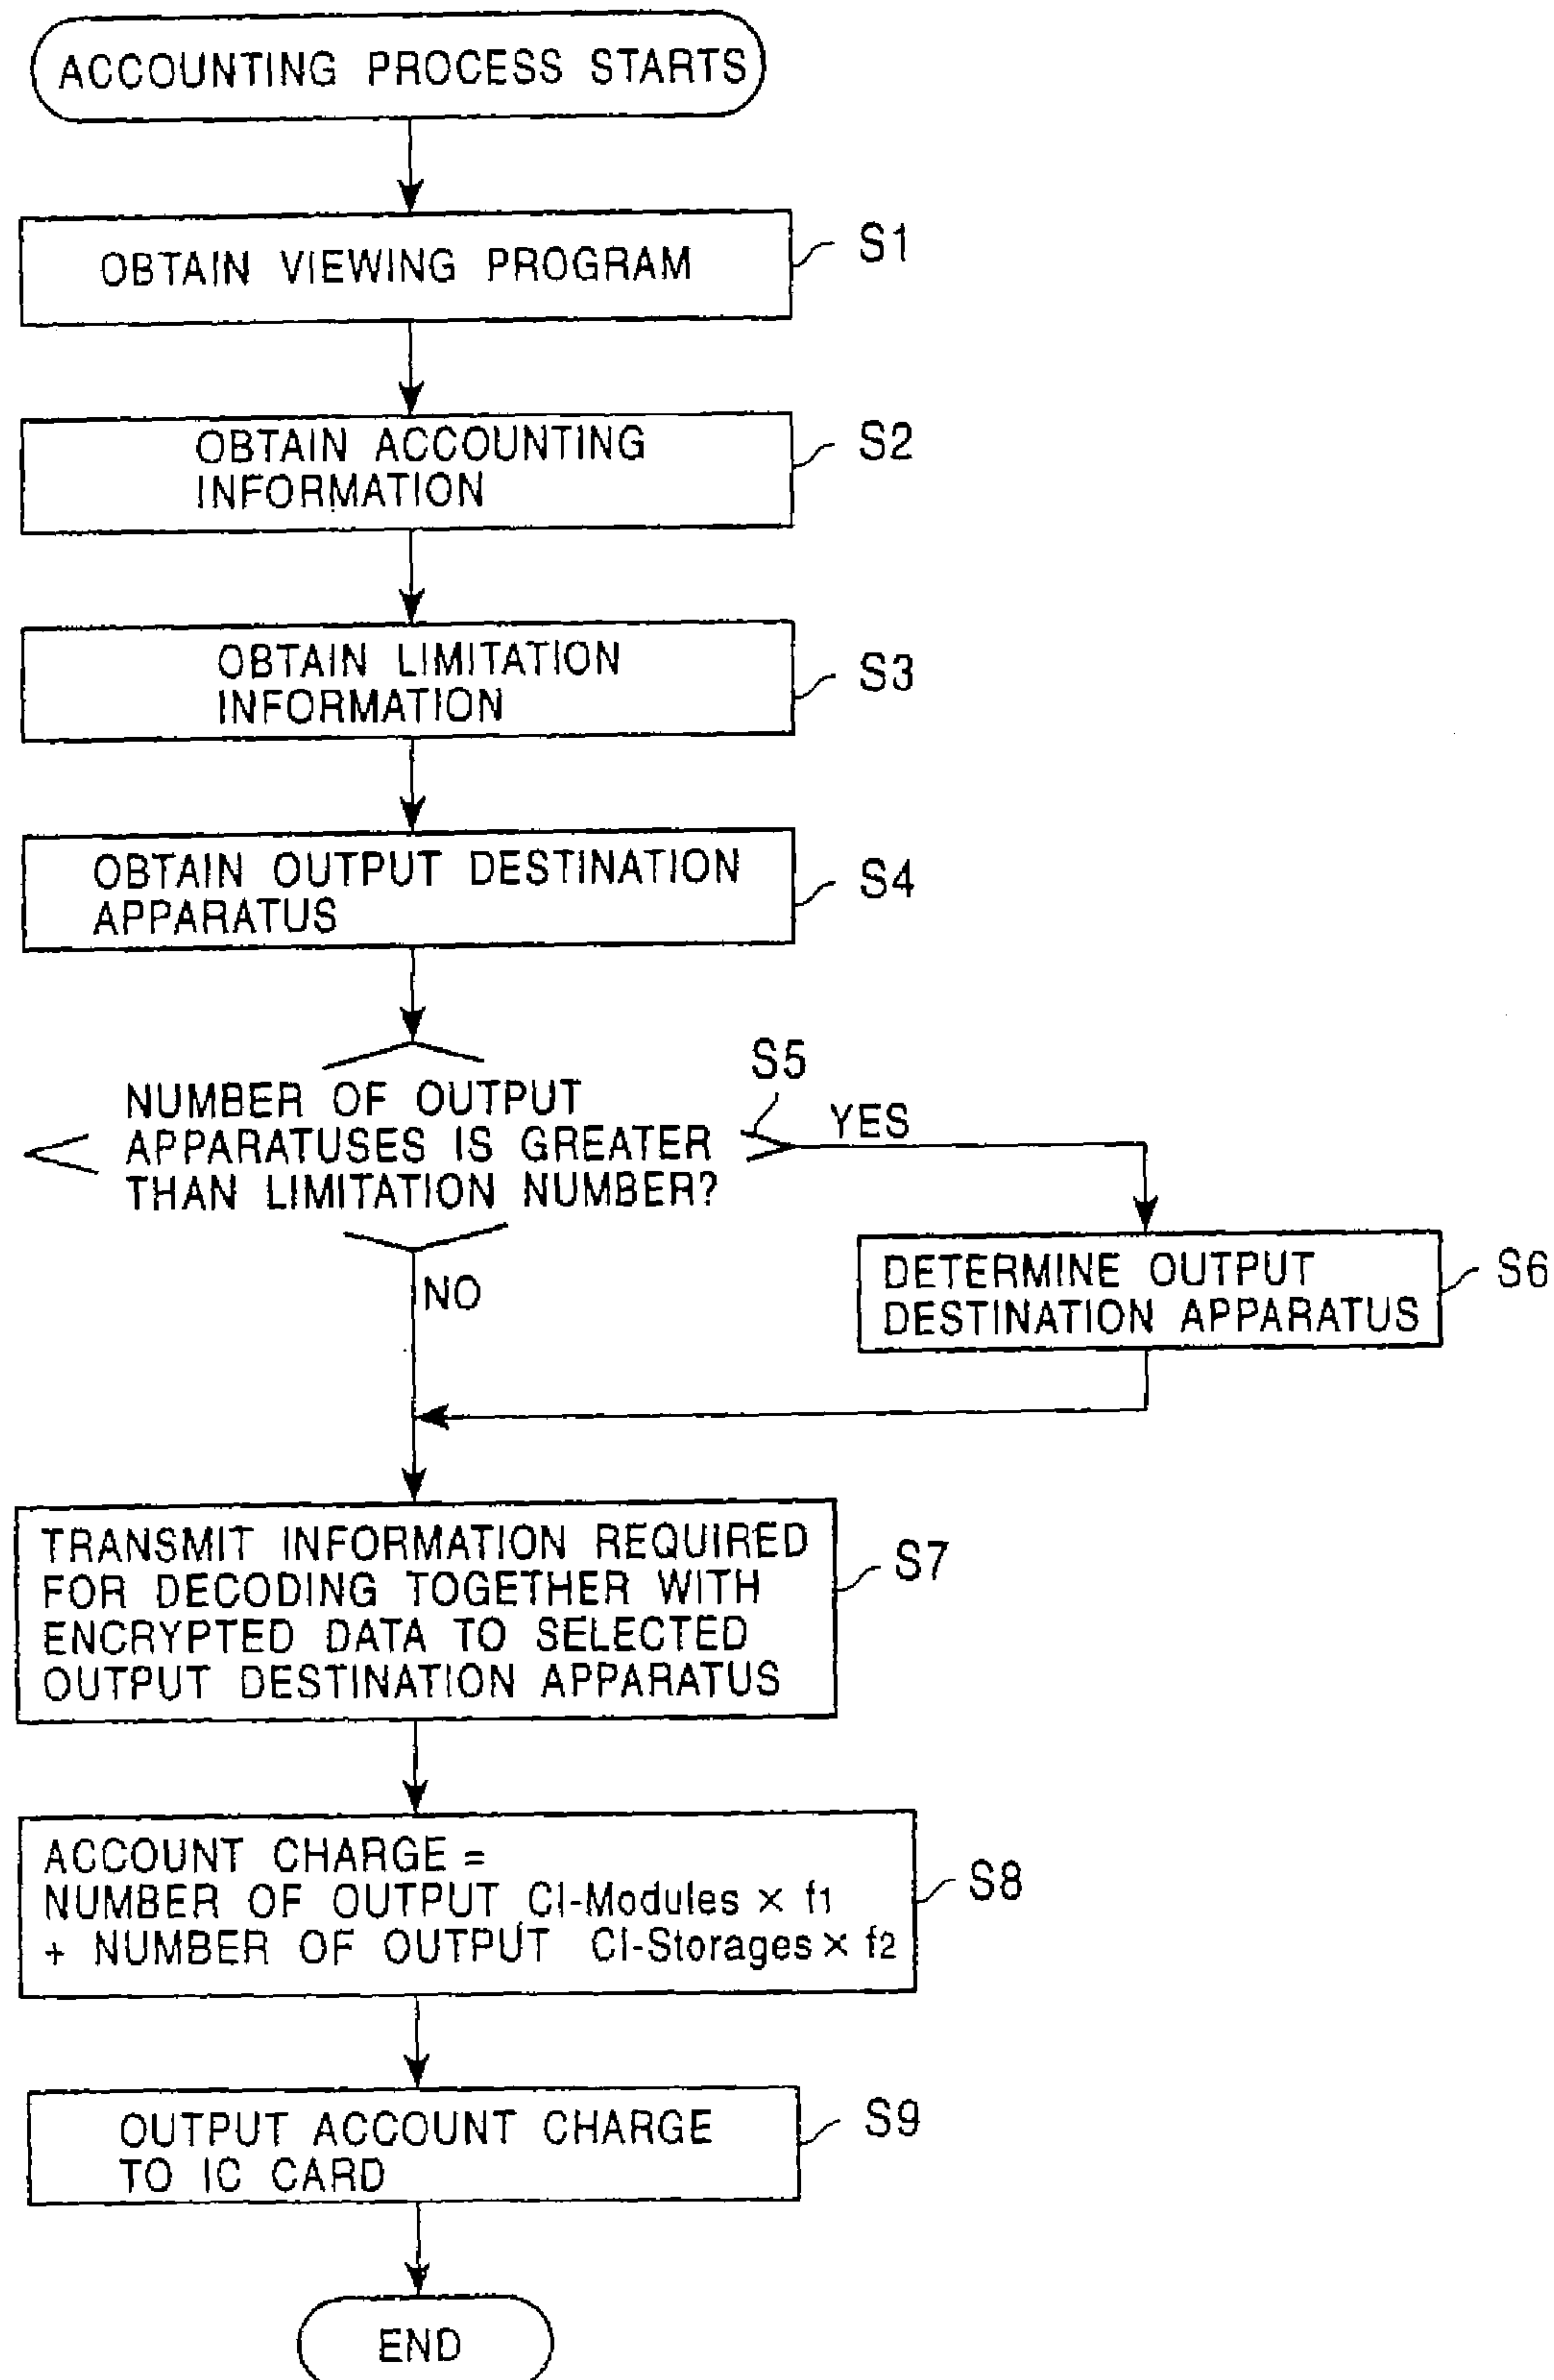 ACCOUNTING PROCESS STARTS
OBTAIN VIEWING PROGRAM
S1
OBTAIN ACCOUNTING
INFORMATION
S2
OBTAIN LIMITATION
INFORMATION
S3
OBTAIN OUTPUT DESTINATION
APPARATUS
S4
NUMBER OF OUTPUT
APPARATUSES IS GREATER
THAN LIMITATION NUMBER?
S5
YES
NO
DETERMINE OUTPUT
DESTINATION APPARATUS
S6
TRANSMIT INFORMATION REQUIRED
FOR DECODING TOGETHER WITH
ENCRYPTED DATA TO SELECTED
OUTPUT DESTINATION APPARATUS
S7
ACCOUNT CHARGE =
NUMBER OF OUTPUT CI-Modules × f1
+ NUMBER OF OUTPUT CI-Storages × f2
S8
OUTPUT ACCOUNT CHARGE
TO IC CARD
S9
END